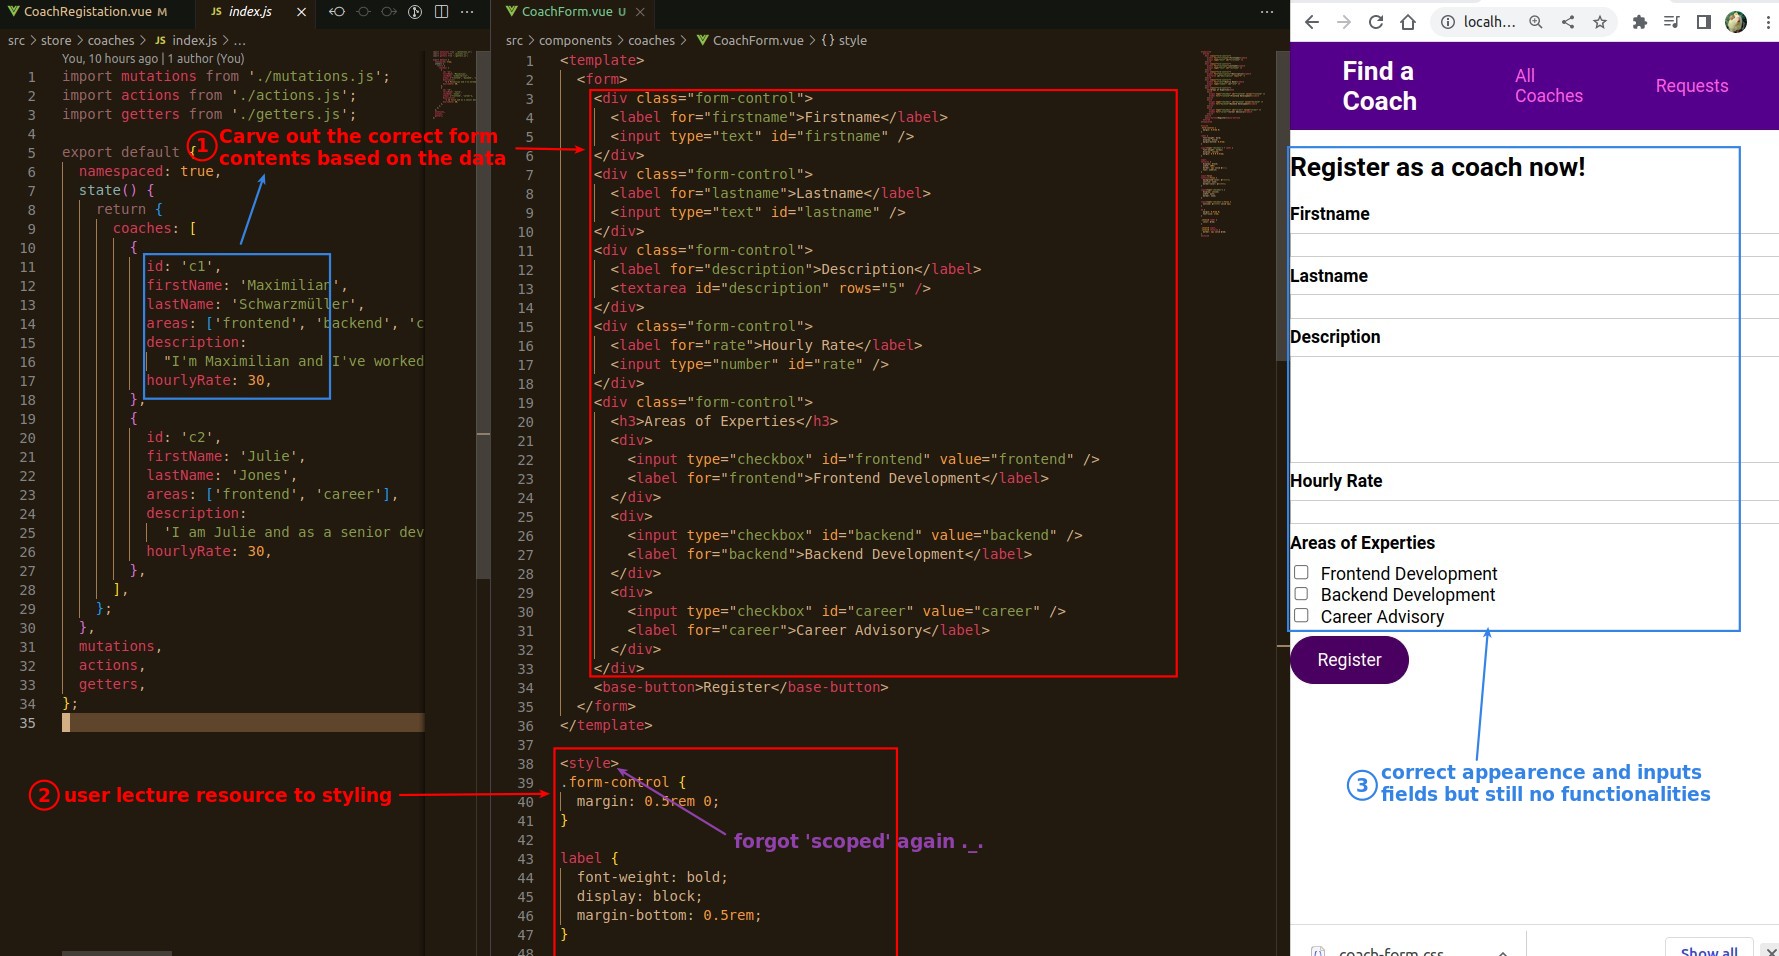 CoachRegistation.vue M
JS index.js
src > store > coaches > JS index.js > ...
You, 10 hours ago | 1 author (You)
1 import mutations from './mutations.js';
2 import actions from './actions.js';
3 import getters from './getters.js';
4
5 export default {
6 namespaced: true,
7 state() {
8 return {
9 coaches: [
10 {
11 id: 'c1',
12 firstName: 'Maximilian',
13 lastName: 'Schwarzmüller',
14 areas: ['frontend', 'backend', 'c
15 description:
16 "I'm Maximilian and I've worked
17 hourlyRate: 30,
18 },
19 {
20 id: 'c2',
21 firstName: 'Julie',
22 lastName: 'Jones',
23 areas: ['frontend', 'career'],
24 description:
25 'I am Julie and as a senior dev
26 hourlyRate: 30,
27 },
28 ],
29 };
30 },
31 mutations,
32 actions,
33 getters,
34 };
35
1 Carve out the correct form
contents based on the data
2 user lecture resource to styling
CoachForm.vue U
src > components > coaches > CoachForm.vue > {} style
1 <template>
2 <form>
3 <div class="form-control">
4 <label for="firstname">Firstname</label>
5 <input type="text" id="firstname" />
6 </div>
7 <div class="form-control">
8 <label for="lastname">Lastname</label>
9 <input type="text" id="lastname" />
10 </div>
11 <div class="form-control">
12 <label for="description">Description</label>
13 <textarea id="description" rows="5" />
14 </div>
15 <div class="form-control">
16 <label for="rate">Hourly Rate</label>
17 <input type="number" id="rate" />
18 </div>
19 <div class="form-control">
20 <h3>Areas of Experties</h3>
21 <div>
22 <input type="checkbox" id="frontend" value="frontend" />
23 <label for="frontend">Frontend Development</label>
24 </div>
25 <div>
26 <input type="checkbox" id="backend" value="backend" />
27 <label for="backend">Backend Development</label>
28 </div>
29 <div>
30 <input type="checkbox" id="career" value="career" />
31 <label for="career">Career Advisory</label>
32 </div>
33 </div>
34 <base-button>Register</base-button>
35 </form>
36 </template>
37
38 <style>
39 .form-control {
40 margin: 0.5rem 0;
41 }
42
43 label {
44 font-weight: bold;
45 display: block;
46 margin-bottom: 0.5rem;
47 }
48
forgot 'scoped' again ._.
localh...
Find a
Coach
All
Coaches
Requests
Register as a coach now!
Firstname
Lastname
Description
Hourly Rate
Areas of Experties
Frontend Development
Backend Development
Career Advisory
Register
3 correct appearence and inputs
fields but still no functionalities
coach-form.css
Show all